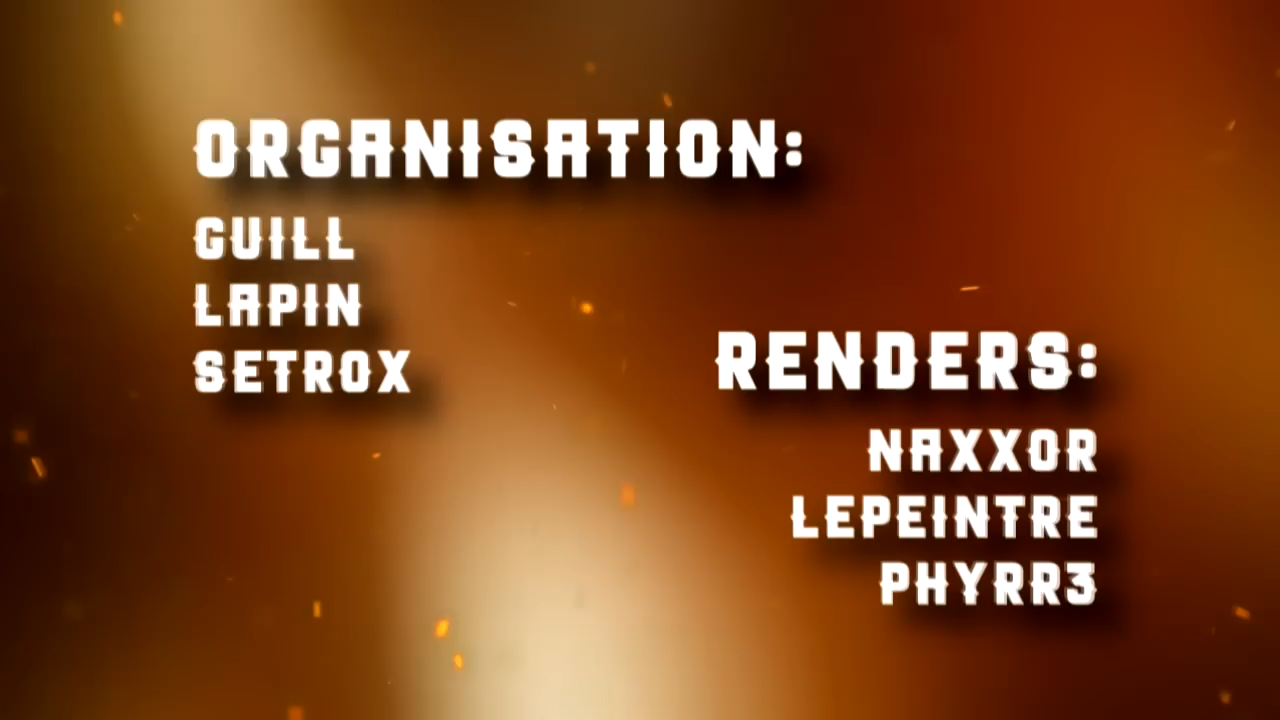 ORGANISATION:
GUILL
LAPIN
SETROX
RENDERS:
NAXXOR
LEPEINTRE
PHYRR3